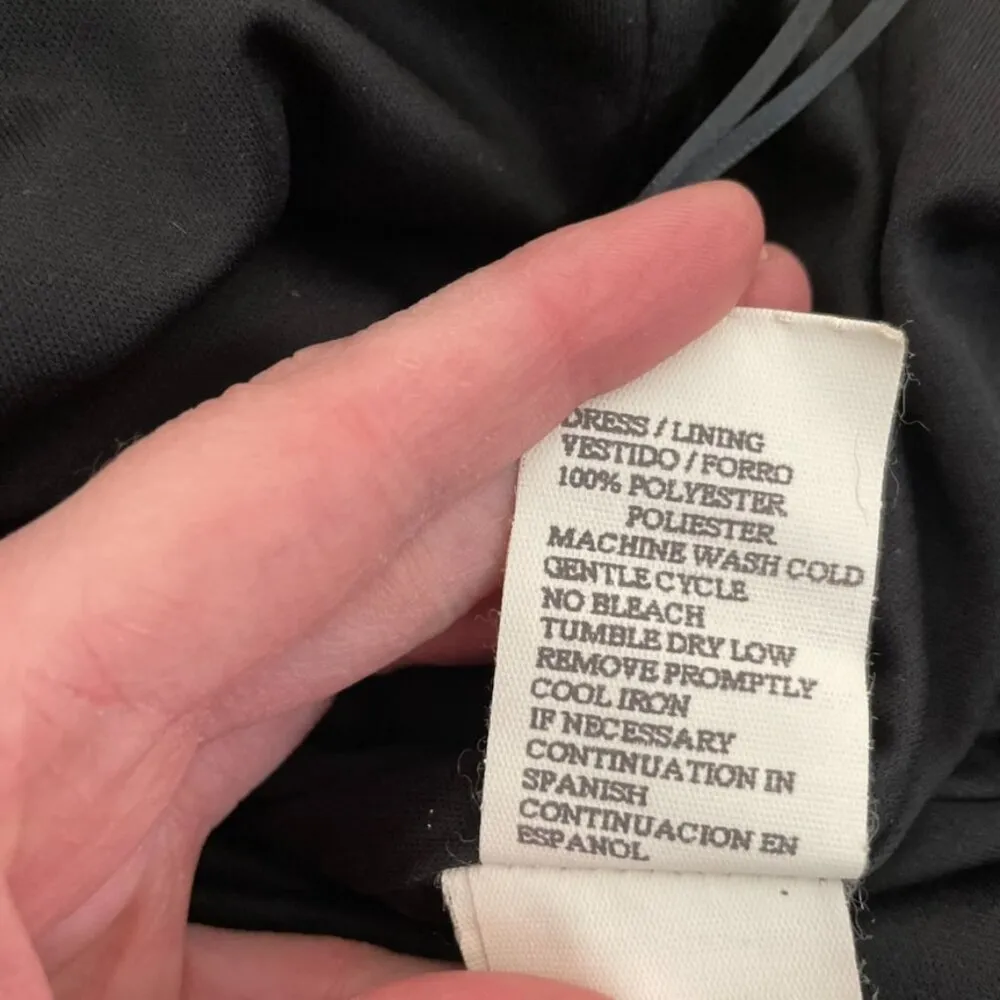 DRESS / LINING
VESTIDO / FORRO
100% POLYESTER
POLIESTER
MACHINE WASH COLD
GENTLE CYCLE
NO BLEACH
TUMBLE DRY LOW
REMOVE PROMPTLY
COOL IRON
IF NECESSARY
CONTINUATION IN
SPANISH
CONTINUACION EN
ESPANOL